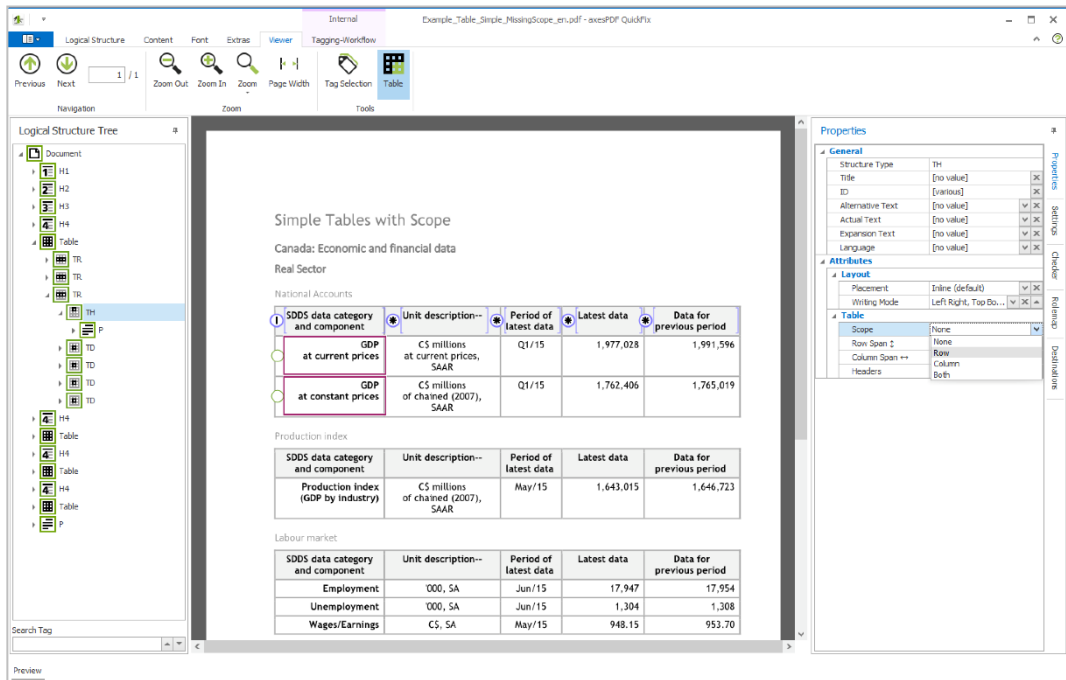 Internal
Example_Table_Simple_MissingScope_en.pdf - axesPDF QuickFix
Logical Structure Content Font Extras Viewer Tagging-Workflow
Previous Next 1 / 1 Zoom Out Zoom In Zoom Page Width Tag Selection Table
Navigation Zoom Tools
Logical Structure Tree
Document
H1
H2
H3
H4
Table
TR
TR
TR
TH
P
TD
TD
TD
TD
H4
Table
H4
Table
H4
Table
P
Search Tag
Preview
Simple Tables with Scope
Canada: Economic and financial data
Real Sector
National Accounts
SDDS data category Unit description-- Period of Latest data Data for
and component latest data previous period
GDP C$ millions Q1/15 1,977,028 1,991,596
at current prices at current prices,
SAAR
GDP C$ millions Q1/15 1,762,406 1,765,019
at constant prices of chained (2007),
SAAR
Production index
SDDS data category Unit description-- Period of Latest data Data for
and component latest data previous period
Production index C$ millions May/15 1,643,015 1,646,723
(GDP by industry) of chained (2007),
SAAR
Labour market
SDDS data category Unit description-- Period of Latest data Data for
and component latest data previous period
Employment '000, SA Jun/15 17,947 17,954
Unemployment '000, SA Jun/15 1,304 1,308
Wages/Earnings C$, SA May/15 948.15 953.70
Properties
General
Structure Type TH
Title [no value]
ID [various]
Alternative Text [no value]
Actual Text [no value]
Expansion Text [no value]
Language [no value]
Attributes
Layout
Placement Inline (default)
Writing Mode Left Right, Top Bo...
Table
Scope None
Row Span
Column Span
Headers
None
Row
Column
Both
Properties
Settings
Checker
Rolemap
Destinations